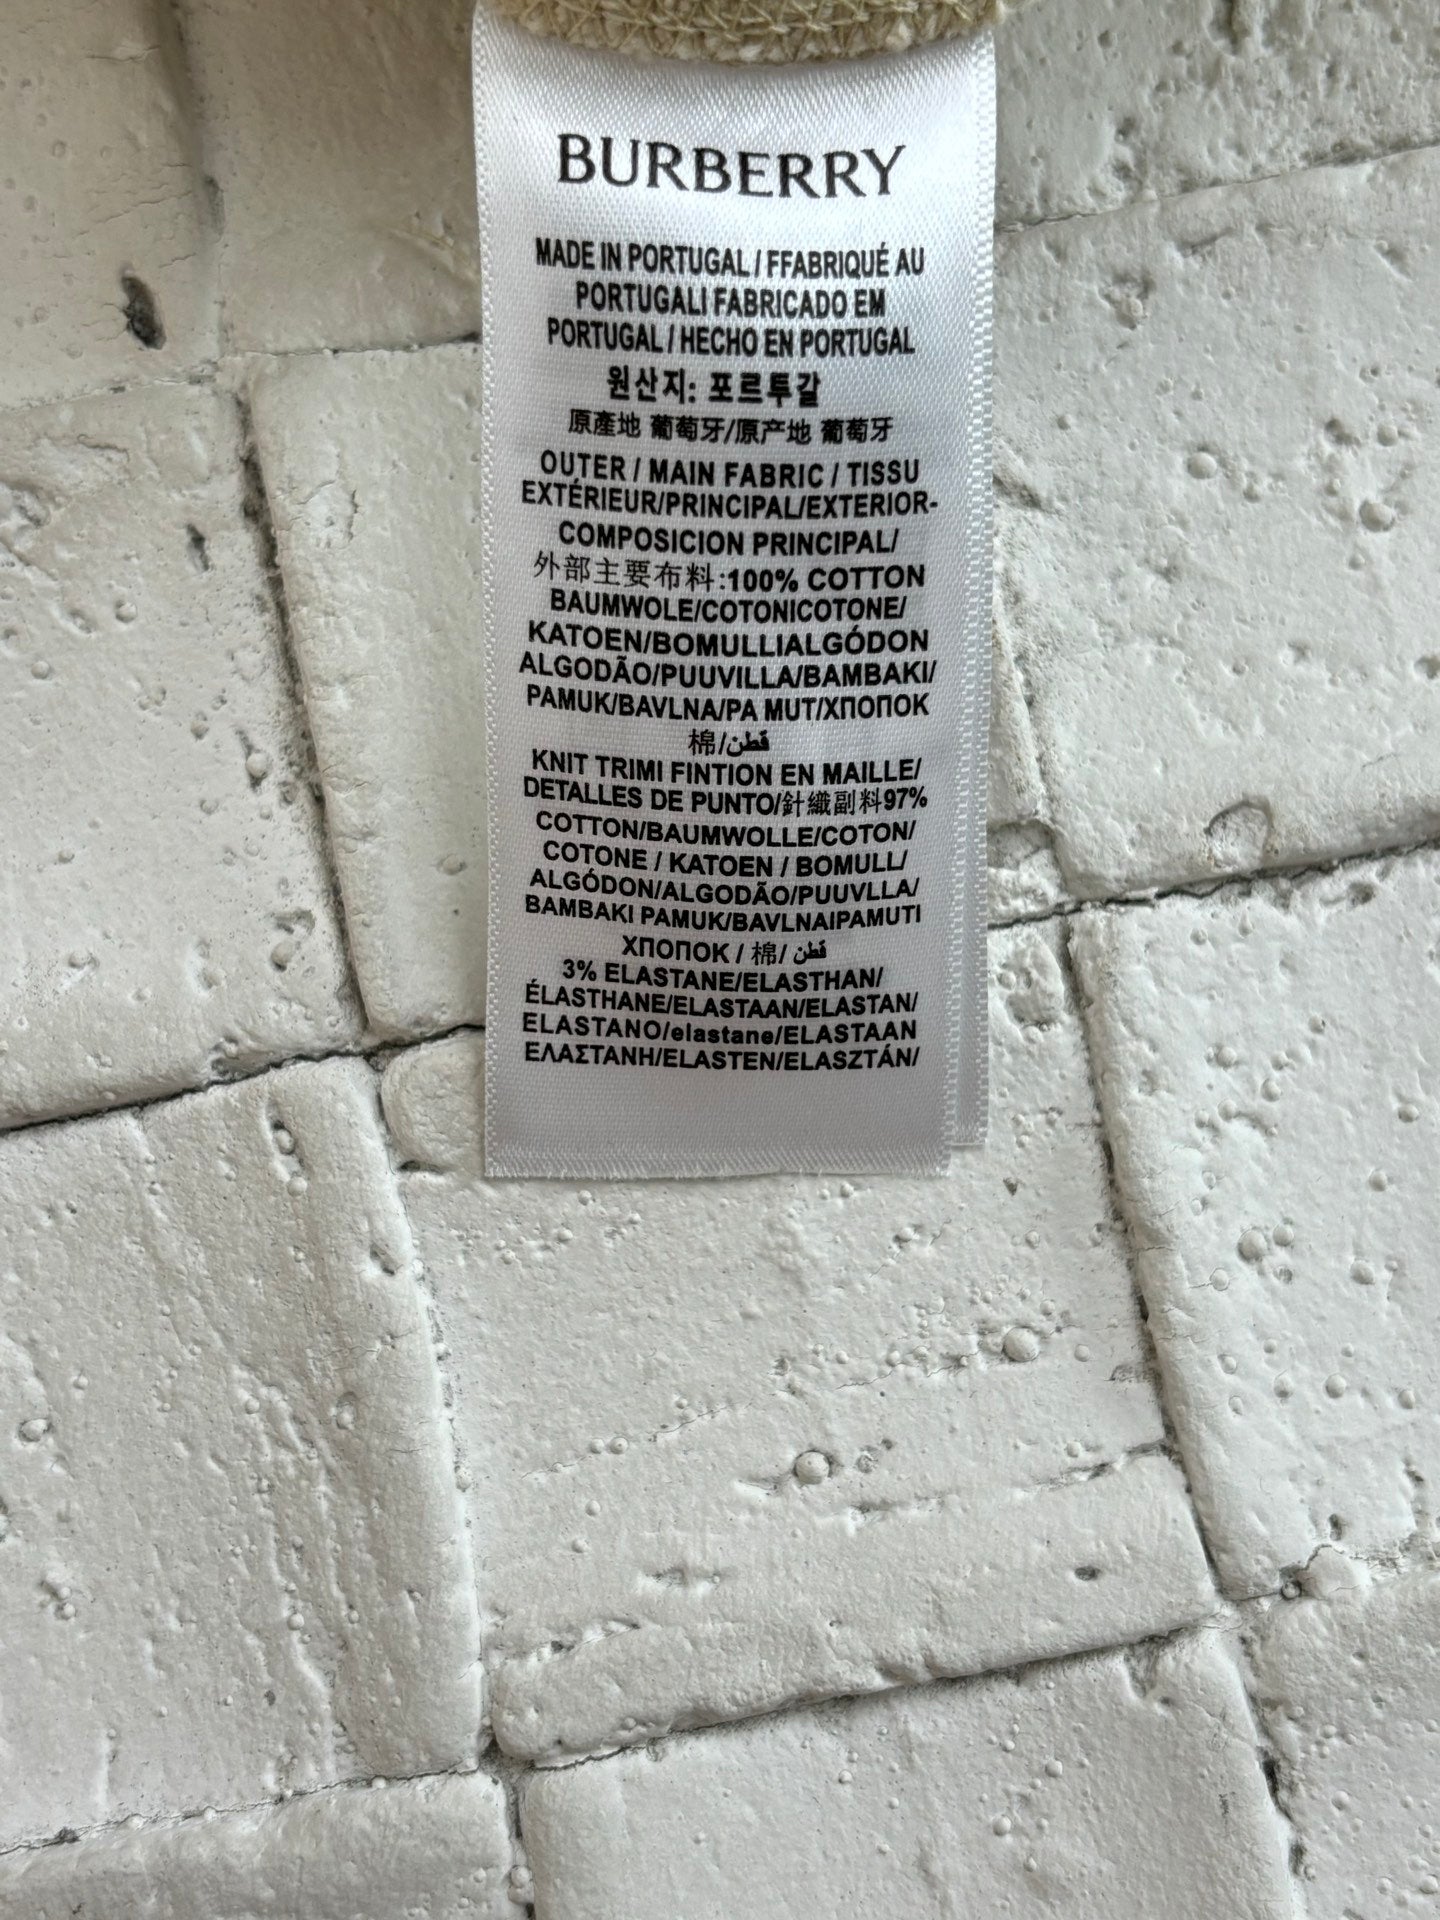 BURBERRY
MADE IN PORTUGAL / FFABRIQUÉ AU
PORTUGALI FABRICADO EM
PORTUGAL / HECHO EN PORTUGAL
원산지: 포르투갈
原產地 葡萄牙/原产地 葡萄牙
OUTER / MAIN FABRIC / TISSU
EXTÉRIEUR/PRINCIPAL/EXTERIOR-
COMPOSICION PRINCIPAL/
外部主要布料:100% COTTON
BAUMWOLE/COTONICOTONE/
KATOEN/BOMULLIALGÓDON
ALGODÃO/PUUVILLA/BAMBAKI/
PAMUK/BAVLNA/PA MUT/ХПОПОК
棉/قطن
KNIT TRIMI FINTION EN MAILLE/
DETALLES DE PUNTO/針織副料97%
COTTON/BAUMWOLLE/COTON/
COTONE / KATOEN / BOMULL/
ALGÓDON/ALGODÃO/PUUVLLA/
BAMBAKI PAMUK/BAVLNAIPAMUTI
ХПОПОК / 棉/ قطن
3% ELASTANE/ELASTHAN/
ÉLASTHANE/ELASTAAN/ELASTAN/
ELASTANO/elastane/ELASTAAN
ΕΛΑΣΤΑΝΗ/ELASTEN/ELASZTÁN/